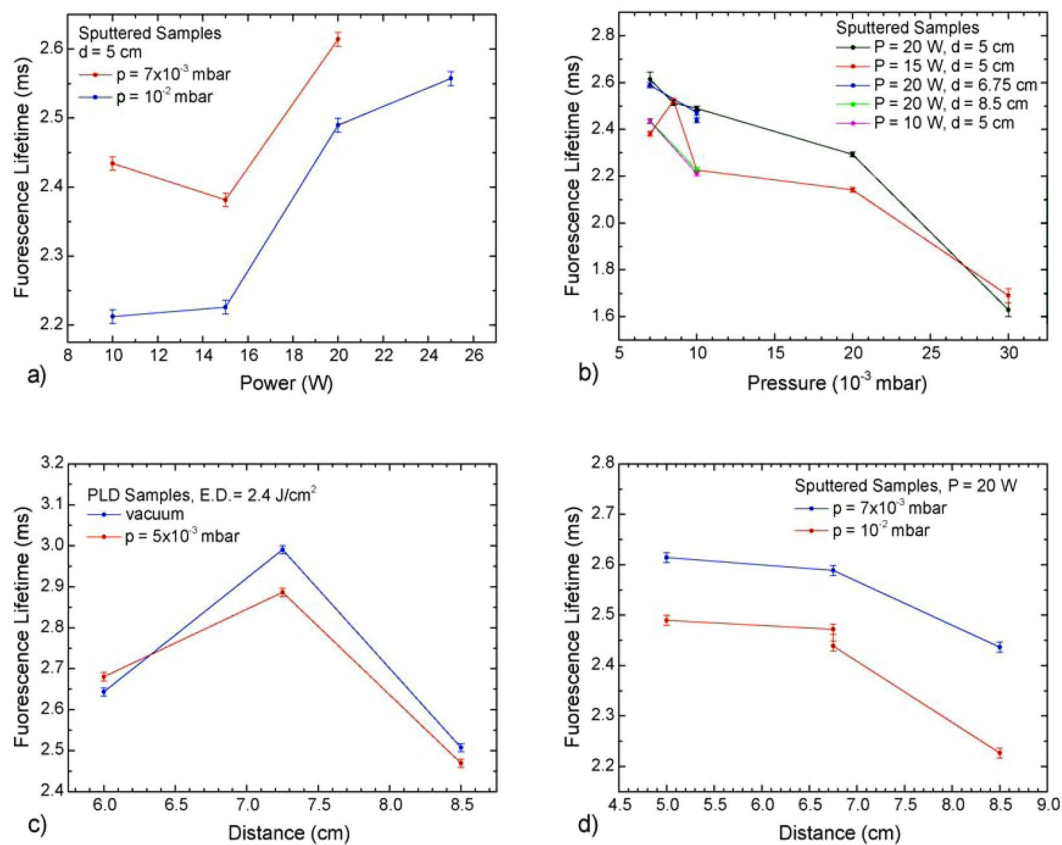 Sputtered Samples
d = 5 cm
p = 7x10⁻³ mbar
p = 10⁻² mbar
Fuorescence Lifetime (ms)
2.6
2.5
2.4
2.3
2.2
8 10 12 14 16 18 20 22 24 26
Power (W)
a)
Sputtered Samples
P = 20 W, d = 5 cm
P = 15 W, d = 5 cm
P = 20 W, d = 6.75 cm
P = 20 W, d = 8.5 cm
P = 10 W, d = 5 cm
Fuorescence Lifetime (ms)
2.8
2.6
2.4
2.2
2.0
1.8
1.6
5 10 15 20 25 30
Pressure (10⁻³ mbar)
b)
PLD Samples, E.D.= 2.4 J/cm²
vacuum
p = 5x10⁻³ mbar
Fuorescence Lifetime (ms)
3.2
3.1
3.0
2.9
2.8
2.7
2.6
2.5
2.4
6.0 6.5 7.0 7.5 8.0 8.5
Distance (cm)
c)
Sputtered Samples, P = 20 W
p = 7x10⁻³ mbar
p = 10⁻² mbar
Fuorescence Lifetime (ms)
2.8
2.7
2.6
2.5
2.4
2.3
2.2
4.5 5.0 5.5 6.0 6.5 7.0 7.5 8.0 8.5 9.0
Distance (cm)
d)